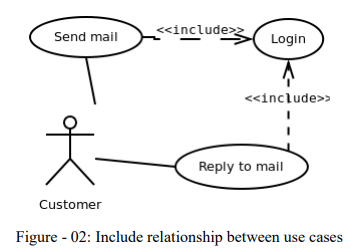 <<include>>
Send mail
Login
<<include>>
Reply to mail
Customer
Figure - 02: Include relationship between use cases